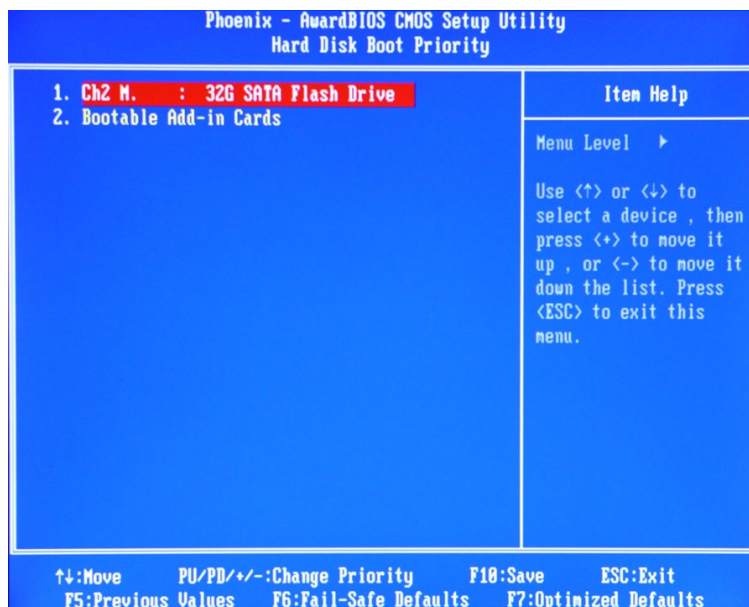 Phoenix - AwardBIOS CMOS Setup Utility
Hard Disk Boot Priority
1. Ch2 M. : 32G SATA Flash Drive
2. Bootable Add-in Cards
Item Help
Menu Level ▸
Use <↑> or <↓> to
select a device , then
press <+> to move it
up , or <-> to move it
down the list. Press
<ESC> to exit this
menu.
↑↓:Move PU/PD/+/-:Change Priority F10:Save ESC:Exit
F5:Previous Values F6:Fail-Safe Defaults F7:Optimized Defaults